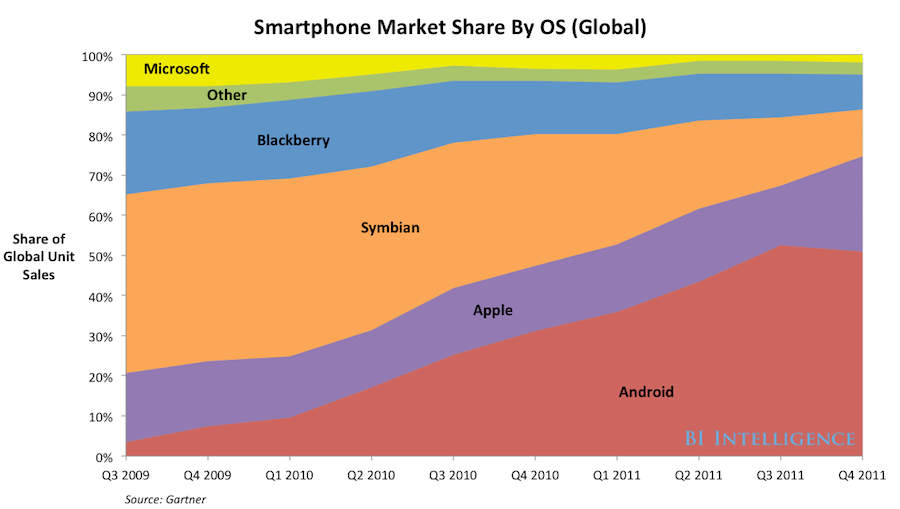 Smartphone Market Share By OS (Global)
100%
90%
80%
70%
60%
50%
40%
30%
20%
10%
0%
Share of
Global Unit
Sales
Microsoft
Other
Blackberry
Symbian
Apple
Android
BI INTELLIGENCE
Q3 2009 Q4 2009 Q1 2010 Q2 2010 Q3 2010 Q4 2010 Q1 2011 Q2 2011 Q3 2011 Q4 2011
Source: Gartner